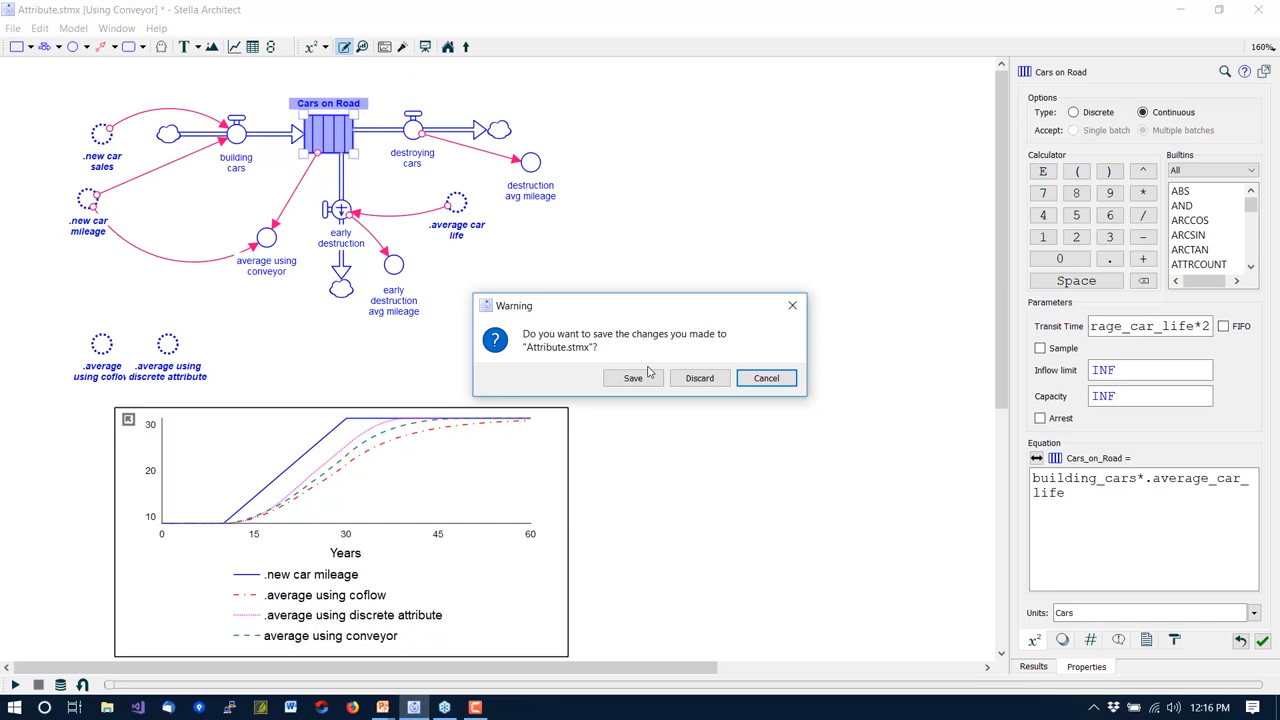 Attribute.stmx [Using Conveyor] * - Stella Architect
File Edit Model Window Help
T
x²
160%
Cars on Road
.new car
sales
building
cars
destroying
cars
destruction
avg mileage
.new car
mileage
average using
conveyor
early
destruction
.average car
life
early
destruction
avg mileage
.average
using coflow
.average using
discrete attribute
30
20
10
0 15 30 45 60
Years
.new car mileage
.average using coflow
.average using discrete attribute
average using conveyor
Warning
Do you want to save the changes you made to
"Attribute.stmx"?
Save Discard Cancel
Cars on Road
Options
Type: Discrete Continuous
Accept: Single batch Multiple batches
Calculator Builtins
E ( ) ^ All
7 8 9 *
4 5 6 /
1 2 3 -
0 . +
Space
ABS
AND
ARCCOS
ARCSIN
ARCTAN
ATTRCOUNT
Parameters
Transit Time rage_car_life*2 FIFO
Sample
Inflow limit INF
Capacity INF
Arrest
Equation
Cars_on_Road =
building_cars*.average_car_
life
Units: Cars
x² #
Results Properties
12:16 PM